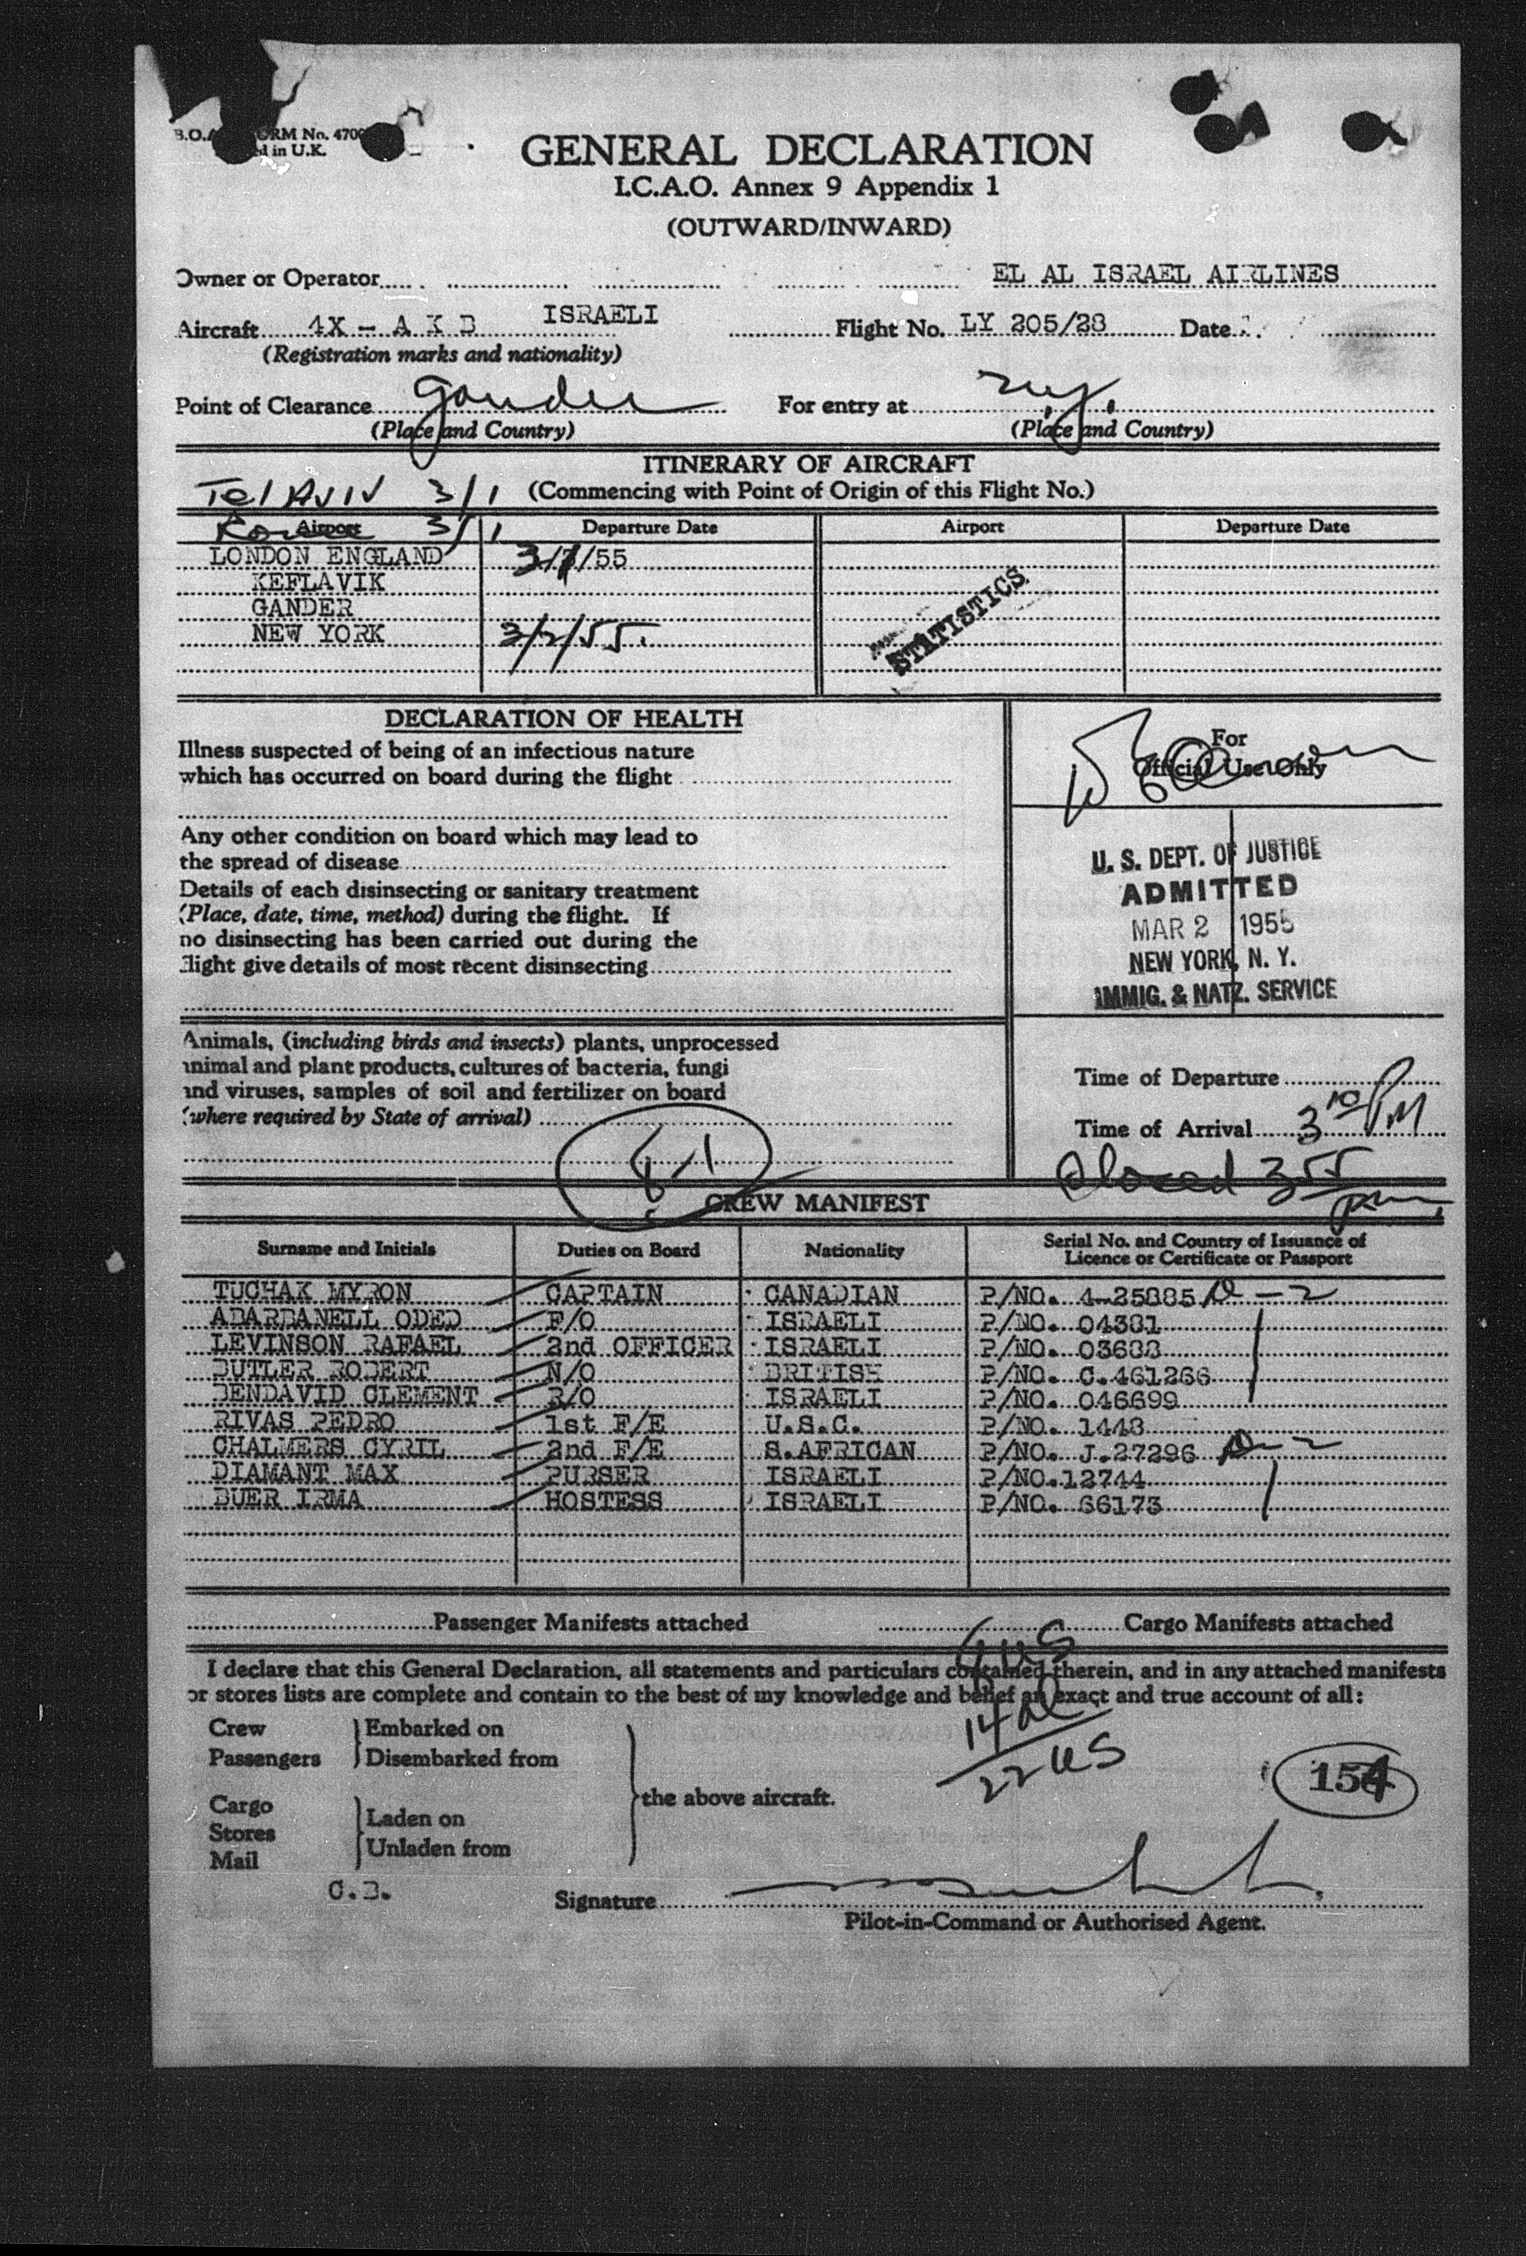 B.O.A. FORM No. 470
in U.K.
GENERAL DECLARATION
I.C.A.O. Annex 9 Appendix 1
(OUTWARD/INWARD)
Owner or Operator EL AL ISRAEL AIRLINES
Aircraft 4X - A K B ISRAELI Flight No. LY 205/28 Date
(Registration marks and nationality)
Point of Clearance Gander For entry at N.Y.
(Place and Country) (Place and Country)
ITINERARY OF AIRCRAFT
Tel Aviv 3/1 (Commencing with Point of Origin of this Flight No.)
Rome 3/1
Airport Departure Date Airport Departure Date
LONDON ENGLAND 3/1/55
KEFLAVIK
GANDER
NEW YORK 3/2/55.
STATISTICS
DECLARATION OF HEALTH
Illness suspected of being of an infectious nature
which has occurred on board during the flight
Any other condition on board which may lead to
the spread of disease
Details of each disinsecting or sanitary treatment
(Place, date, time, method) during the flight. If
no disinsecting has been carried out during the
flight give details of most recent disinsecting
Animals, (including birds and insects) plants, unprocessed
animal and plant products, cultures of bacteria, fungi
and viruses, samples of soil and fertilizer on board
(where required by State of arrival)
8-1
For
Official Use Only
U. S. DEPT. OF JUSTICE
ADMITTED
MAR 2 1955
NEW YORK, N. Y.
IMMIG. & NATZ. SERVICE
Time of Departure
Time of Arrival 3 10 PM
Closed 3 55 pm
CREW MANIFEST
Surname and Initials Duties on Board Nationality Serial No. and Country of Issuance of Licence or Certificate or Passport
TUCHAK MYRON CAPTAIN CANADIAN P/NO. 4-25885 D-2
ABARBANELL ODED F/O ISRAELI P/NO. 04381
LEVINSON RAFAEL 2nd OFFICER ISRAELI P/NO. 03688
BUTLER ROBERT N/O BRITISH P/NO. C.461266
BENDAVID CLEMENT R/O ISRAELI P/NO. 046699
RIVAS PEDRO 1st F/E U.S.C. P/NO. 1448
CHALMERS CYRIL 2nd F/E S.AFRICAN P/NO. J.27296 D-2
DIAMANT MAX PURSER ISRAELI P/NO.12744
BUER IRMA HOSTESS ISRAELI P/NO. 66173
Passenger Manifests attached Cargo Manifests attached
I declare that this General Declaration, all statements and particulars contained therein, and in any attached manifests
or stores lists are complete and contain to the best of my knowledge and belief an exact and true account of all:
8 US
14 al
22 US
Crew Embarked on
Passengers Disembarked from
the above aircraft.
Cargo Laden on
Stores
Mail Unladen from
154
C.B.
Signature
Pilot-in-Command or Authorised Agent.